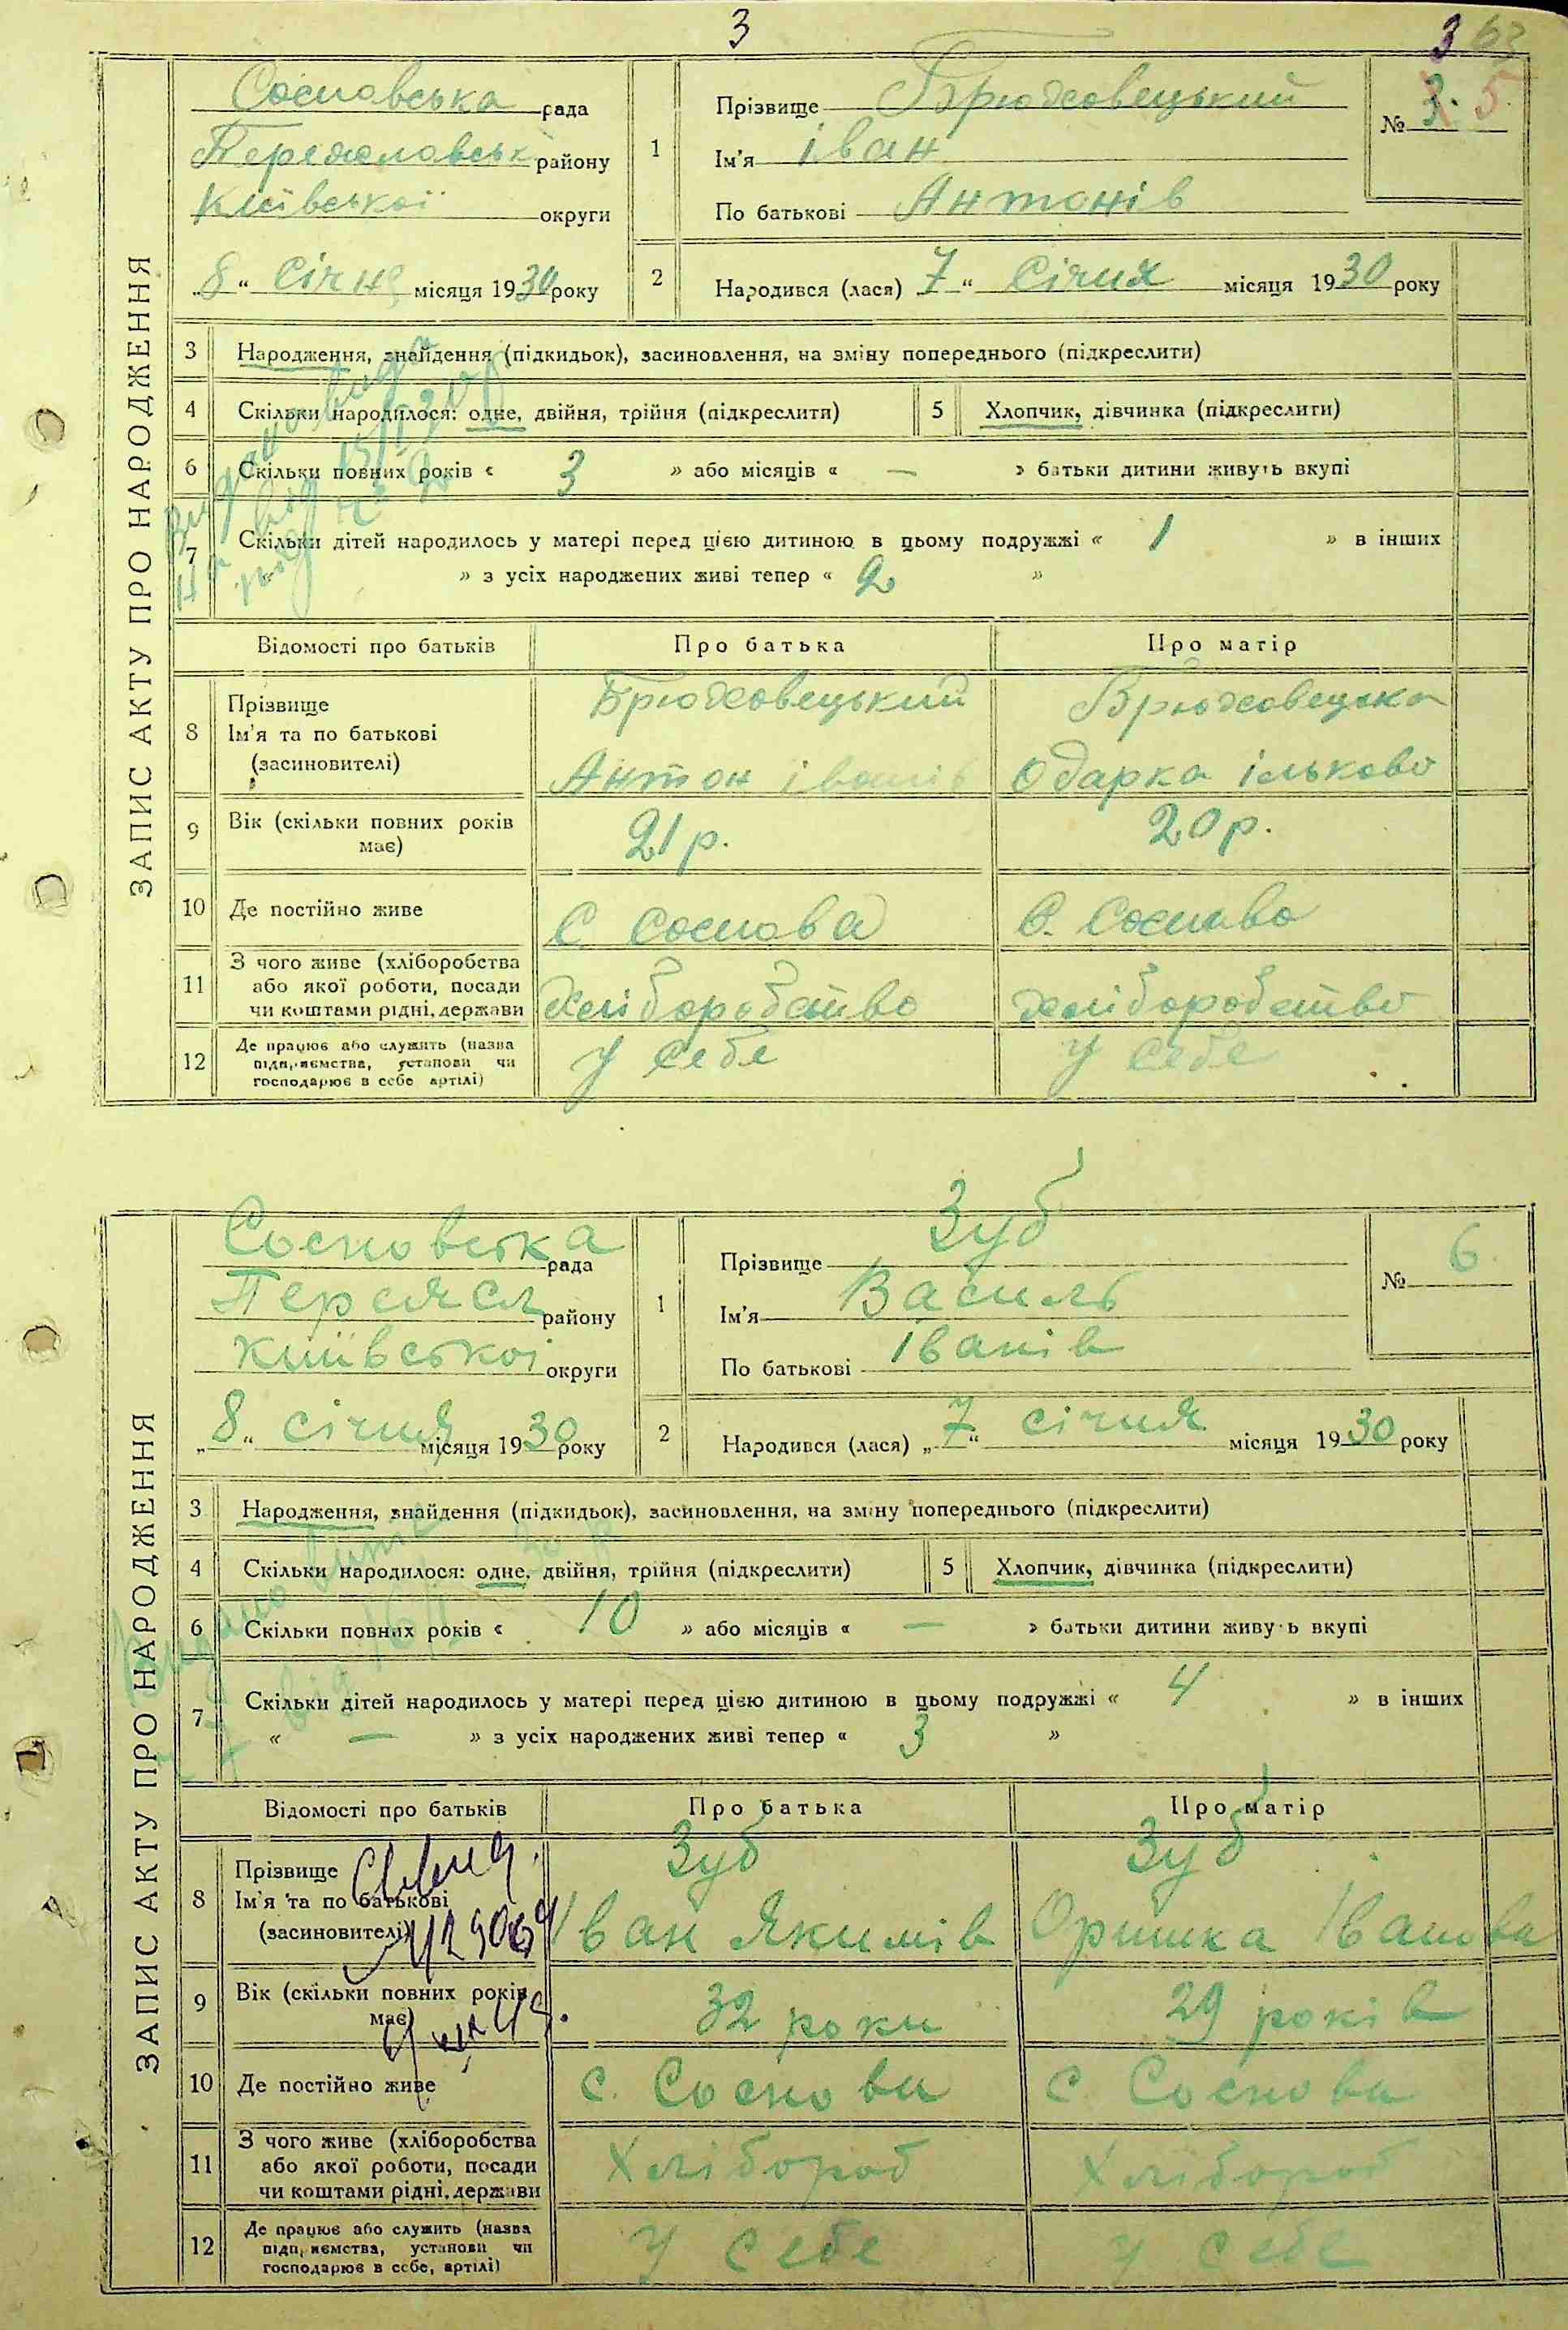 3
3 63
ЗАПИС АКТУ ПРО НАРОДЖЕННЯ
Сосновська рада
Переяславськ району
Київської округи
„8“ Січня місяця 1930 року
1
Прізвище Брюховецький
Ім'я Іван
По батькові Антонів
№ 3. 5
2 Народився (лася) „7“ Січня місяця 1930 року
3 Народження, знайдення (підкидьок), засиновлення, на зміну попереднього (підкреслити)
4 Скільки народилося: одне, двійня, трійня (підкреслити) 5 Хлопчик, дівчинка (підкреслити)
6 Скільки повних років « 3 » або місяців « — » батьки дитини живуть вкупі
7 Скільки дітей народилось у матері перед цією дитиною в цьому подружжі « 1 » в інших
» з усіх народжених живі тепер « 2 »
Відомості про батьків Про батька Про матір
8 Прізвище
Ім'я та по батькові
(засиновителі)
Брюховецький
Антон Іванів
Брюховецька
Одарка Ількова
9 Вік (скільки повних років має) 21 р. 20 р.
10 Де постійно живе С Соснова С. Соснова
11 З чого живе (хліборобства
або якої роботи, посади
чи коштами рідні, держави
Хліборобство хліборобство
12 Де працює або служить (назва
підприємства, установи чи
господарює в себе артілі)
у себе у себе
ЗАПИС АКТУ ПРО НАРОДЖЕННЯ
Сосновська рада
Переясл району
Київської округи
„8“ січня місяця 1930 року
1
Прізвище Зуб
Ім'я Василь
По батькові Іванів
№ 6
2 Народився (лася) „7“ січня місяця 1930 року
3 Народження, знайдення (підкидьок), засиновлення, на зміну попереднього (підкреслити)
4 Скільки народилося: одне, двійня, трійня (підкреслити) 5 Хлопчик, дівчинка (підкреслити)
6 Скільки повних років « 10 » або місяців « — » батьки дитини живуть вкупі
7 Скільки дітей народилось у матері перед цією дитиною в цьому подружжі « 4 » в інших
« — » з усіх народжених живі тепер « 3 »
Відомості про батьків Про батька Про матір
8 Прізвище
Ім'я та по батькові
(засиновителі)
Зуб
Іван Якимів
Зуб
Оришка Іванова
9 Вік (скільки повних років має) 32 роки 29 років
10 Де постійно живе с. Соснова с Соснова
11 З чого живе (хліборобства
або якої роботи, посади
чи коштами рідні, держави
Хлібороб Хлібороб
12 Де працює або служить (назва
підприємства, установи чи
господарює в себе, артілі)
у себе у себе